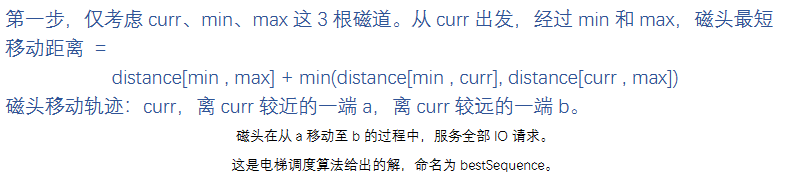 第一步，仅考虑 curr、min、max 这 3 根磁道。从 curr 出发，经过 min 和 max，磁头最短
移动距离 =
distance[min , max] + min(distance[min , curr], distance[curr , max])
磁头移动轨迹：curr，离 curr 较近的一端 a，离 curr 较远的一端 b。
磁头在从 a 移动至 b 的过程中，服务全部 IO 请求。
这是电梯调度算法给出的解，命名为 bestSequence。